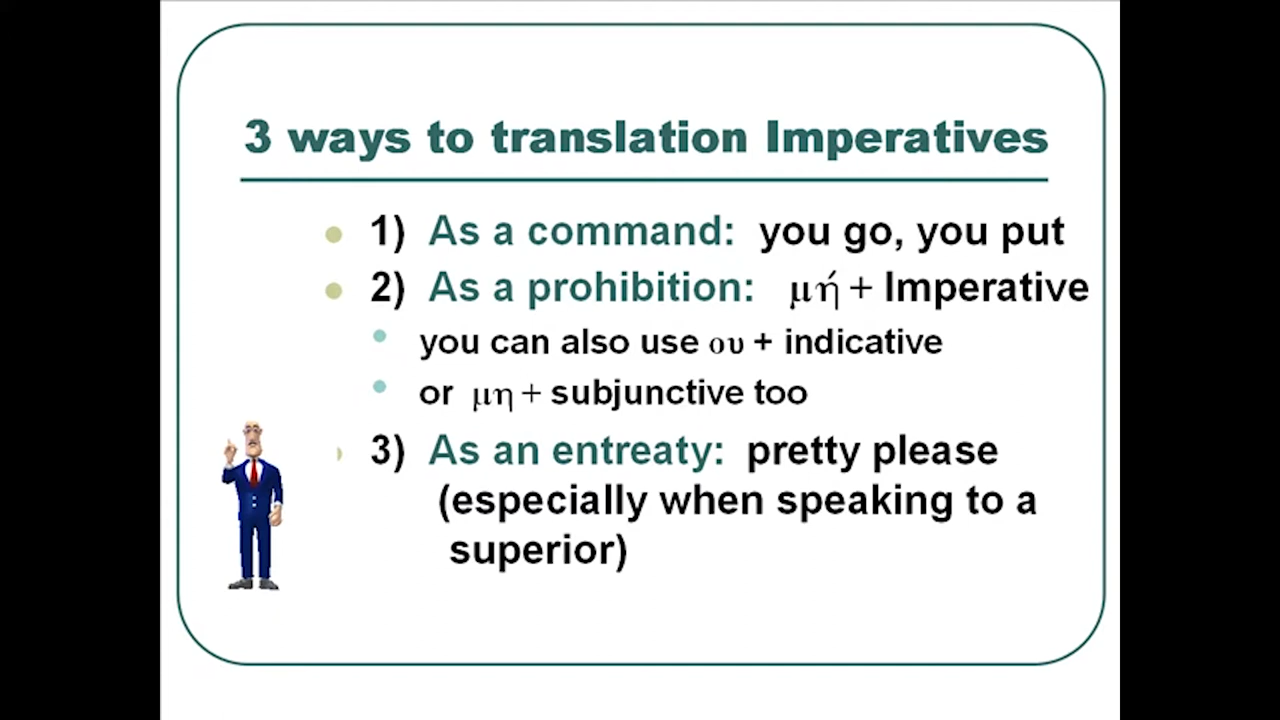 3 ways to translation Imperatives
1) As a command: you go, you put
2) As a prohibition: μή + Imperative
you can also use ου + indicative
or μη + subjunctive too
3) As an entreaty: pretty please
(especially when speaking to a
superior)